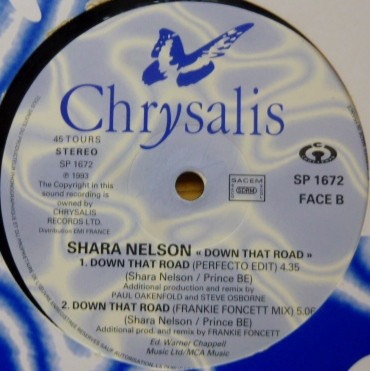 Chrysalis
45 TOURS
STEREO
SP 1672
℗ 1993
The Copyright in this
sound recording is
owned by
CHRYSALIS
RECORDS LTD.
Distribution EMI FRANCE
SACEM
SP 1672
FACE B
SHARA NELSON « DOWN THAT ROAD »
1. DOWN THAT ROAD (PERFECTO EDIT) 4.35
(Shara Nelson / Prince BE)
Additional production and remix by
PAUL OAKENFOLD and STEVE OSBORNE
2. DOWN THAT ROAD (FRANKIE FONCETT MIX) 5.06
(Shara Nelson / Prince BE)
Additional prod. and remix by FRANKIE FONCETT
Ed. Warner Chappell
Music Ltd/MCA Music